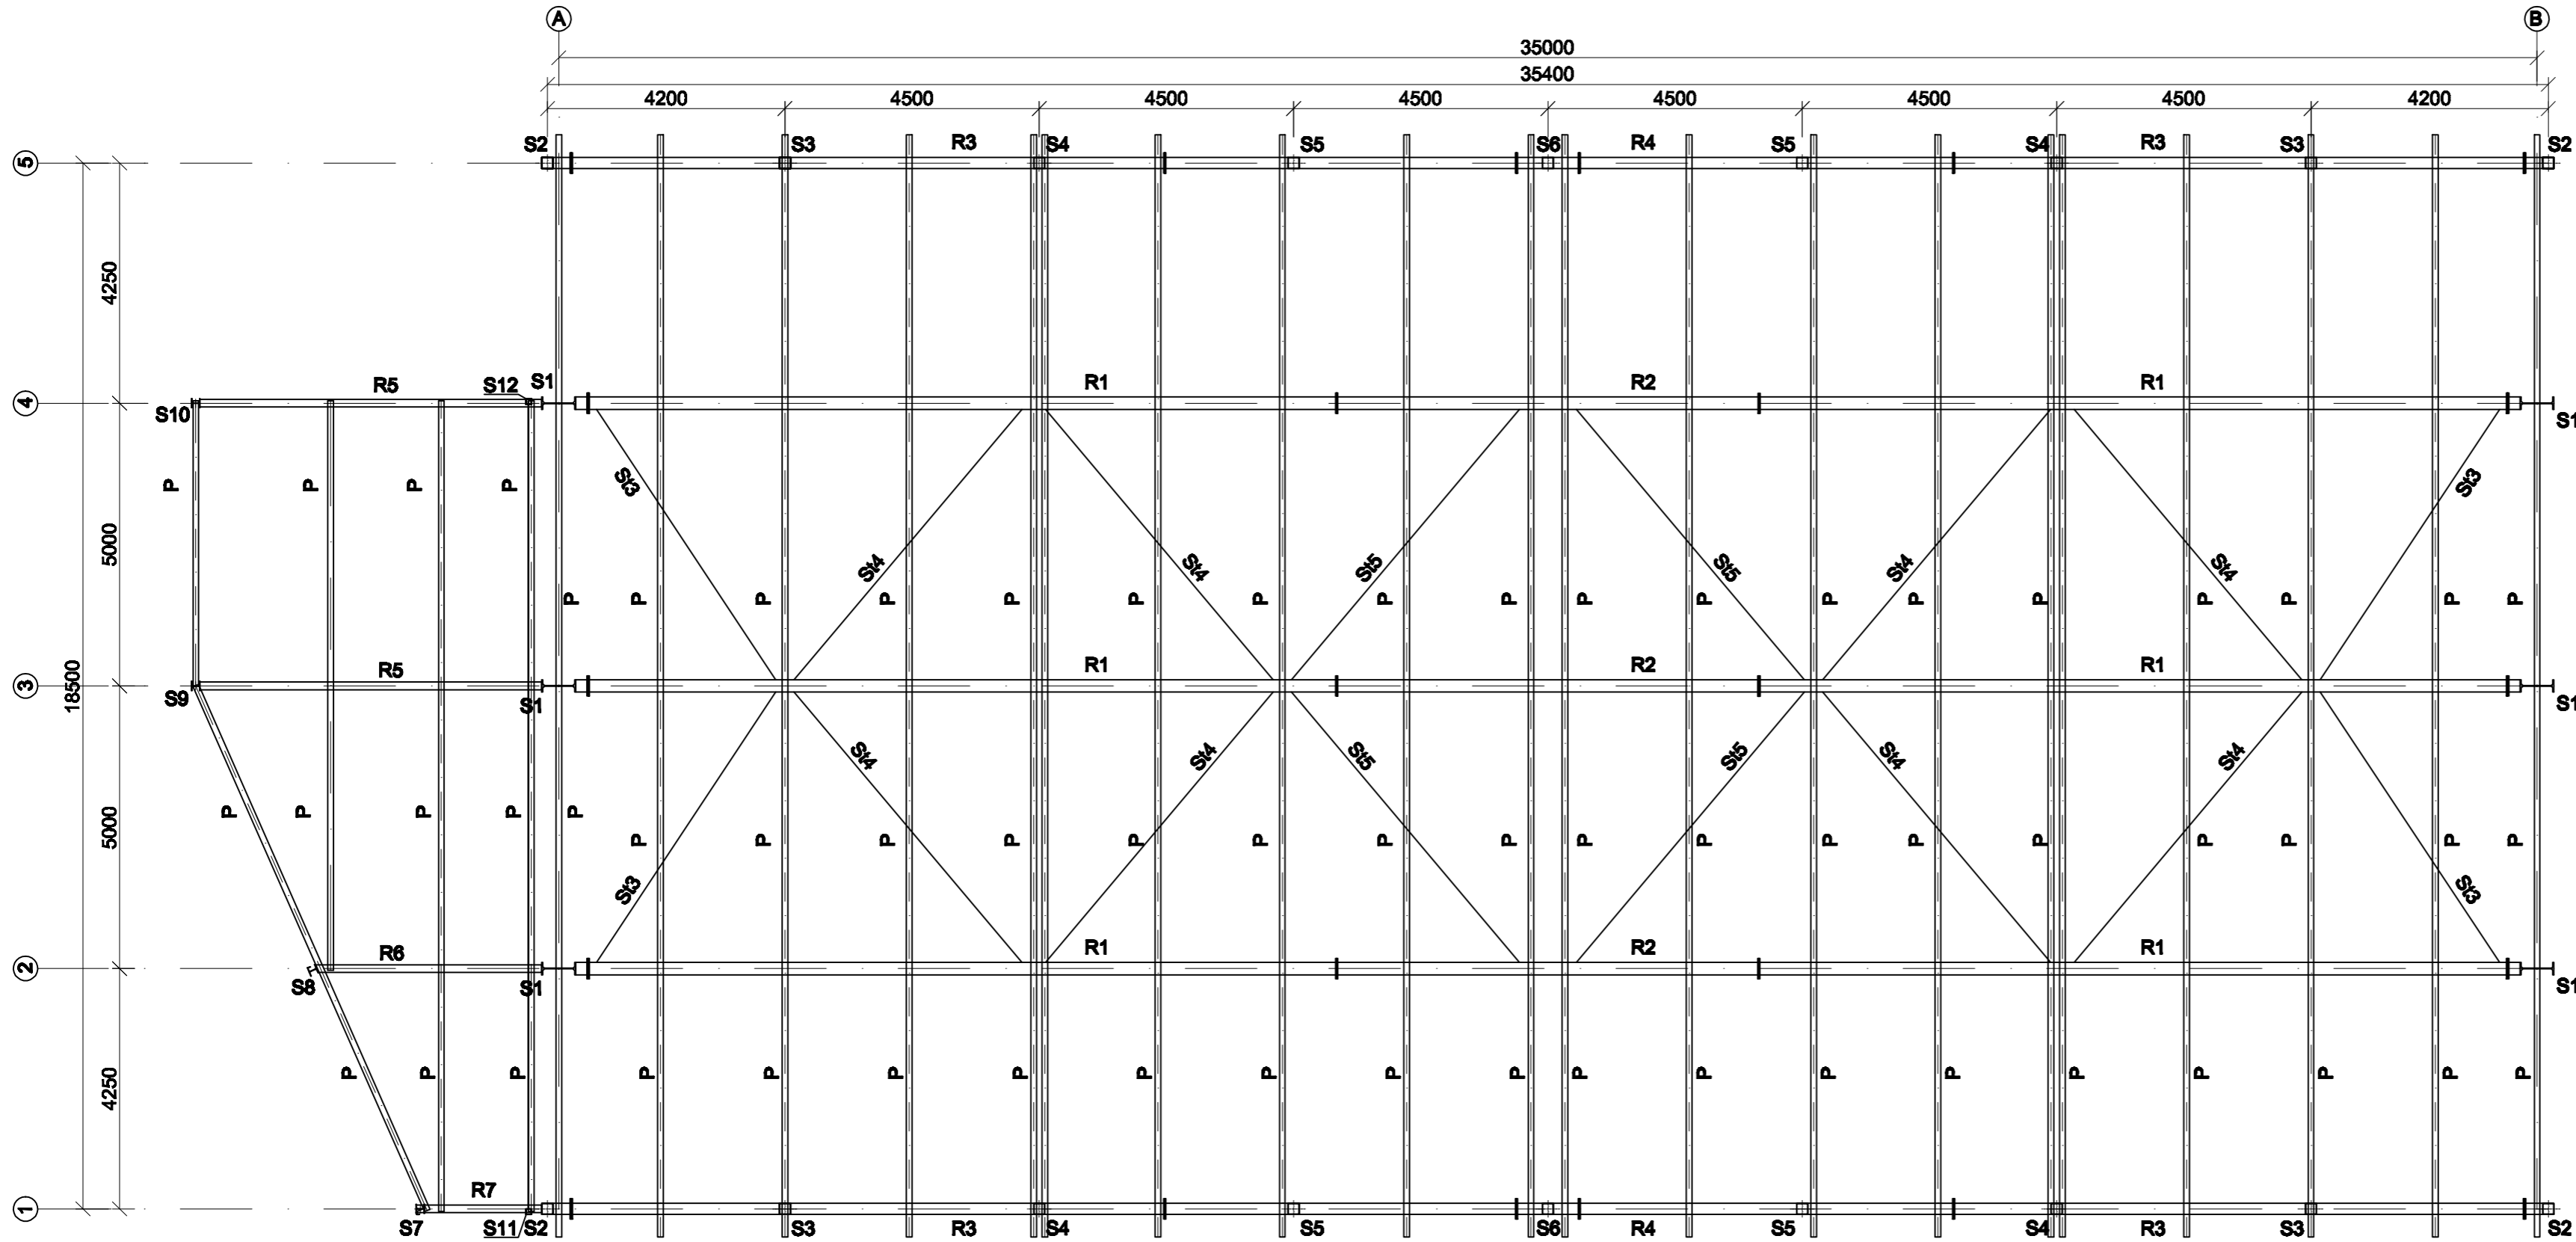 A B
35000
35400
4200 4500 4500 4500 4500 4500 4500 4200
5 S2 S3 R3 S4 S5 S6 R4 S5 S4 R3 S3 S2
4250
4 S10 R5 S12 S1 R1 R2 R1 S1
P P P P
St3 St3
5000
St4 St4 St5 St5 St4 St4
P P P P P P P P P P P P P P P P P P
18500
3 S9 R5 S1 R1 R2 R1 S1
St4 St4 St5 St5 St4 St4
5000
P P P P P
P P P P P P P P P P P P P P P P P
St3 St3
2 S8 R6 S1 R1 R2 R1 S1
4250
P P P P P P P P P P P P P P P P P P P
1 S7 R7 S11 S2 S3 R3 S4 S5 S6 R4 S5 S4 R3 S3 S2